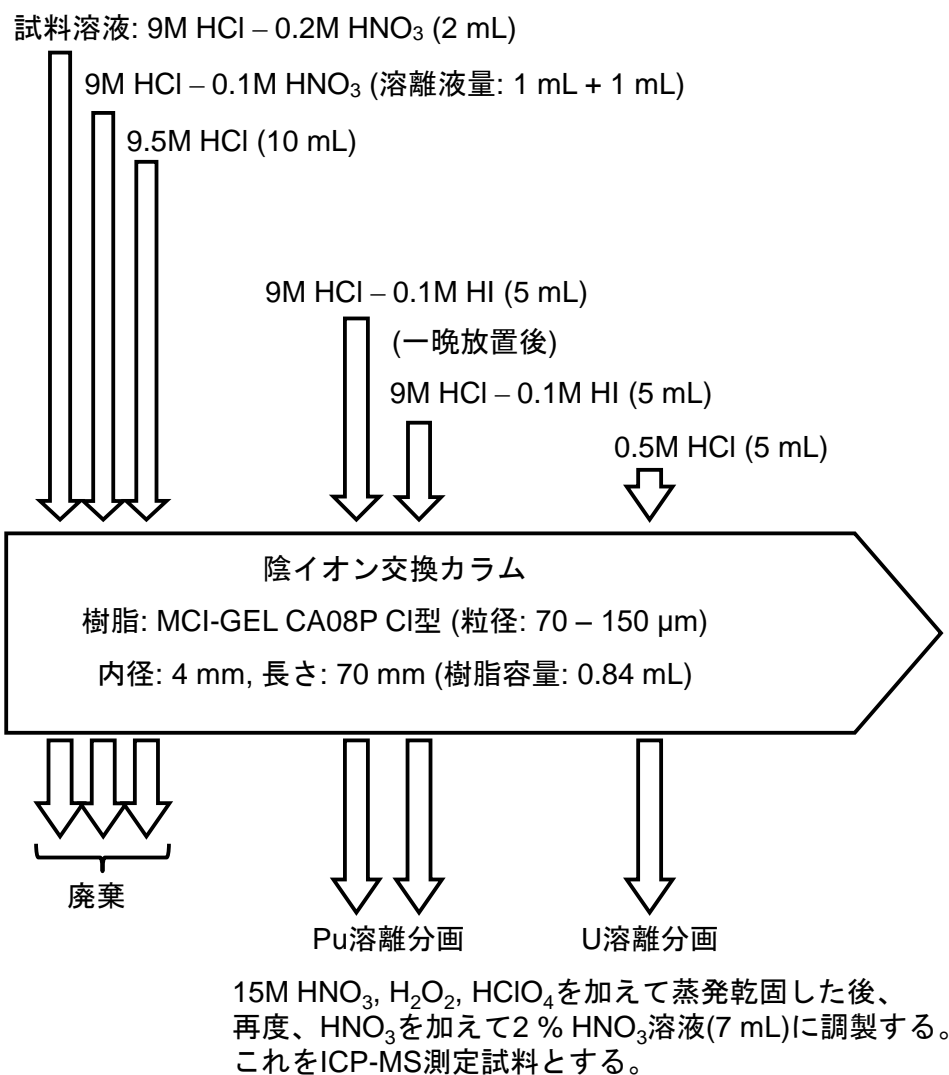 試料溶液: 9M HCl – 0.2M HNO₃ (2 mL)
9M HCl – 0.1M HNO₃ (溶離液量: 1 mL + 1 mL)
9.5M HCl (10 mL)
9M HCl – 0.1M HI (5 mL)
(一晩放置後)
9M HCl – 0.1M HI (5 mL)
0.5M HCl (5 mL)
陰イオン交換カラム
樹脂: MCI-GEL CA08P Cl型 (粒径: 70 – 150 μm)
内径: 4 mm, 長さ: 70 mm (樹脂容量: 0.84 mL)
廃棄
Pu溶離分画
U溶離分画
15M HNO₃, H₂O₂, HClO₄を加えて蒸発乾固した後、
再度、HNO₃を加えて2 % HNO₃溶液(7 mL)に調製する。
これをICP-MS測定試料とする。